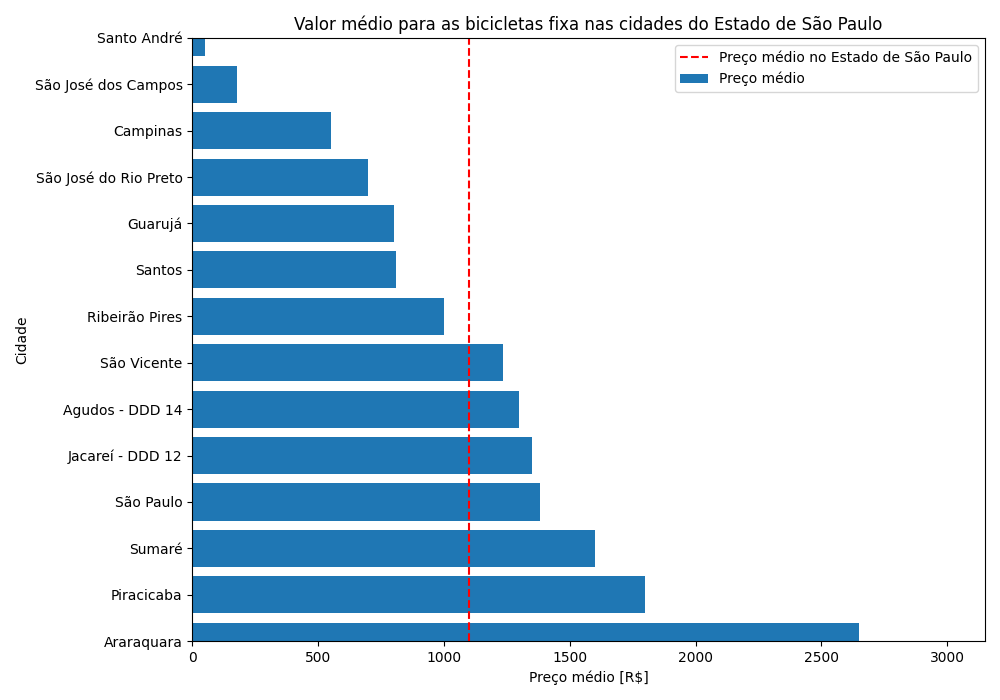 Valor médio para as bicicletas fixa nas cidades do Estado de São Paulo
Preço médio no Estado de São Paulo
Preço médio
Cidade
Santo André
São José dos Campos
Campinas
São José do Rio Preto
Guarujá
Santos
Ribeirão Pires
São Vicente
Agudos - DDD 14
Jacareí - DDD 12
São Paulo
Sumaré
Piracicaba
Araraquara
0 500 1000 1500 2000 2500 3000
Preço médio [R$]